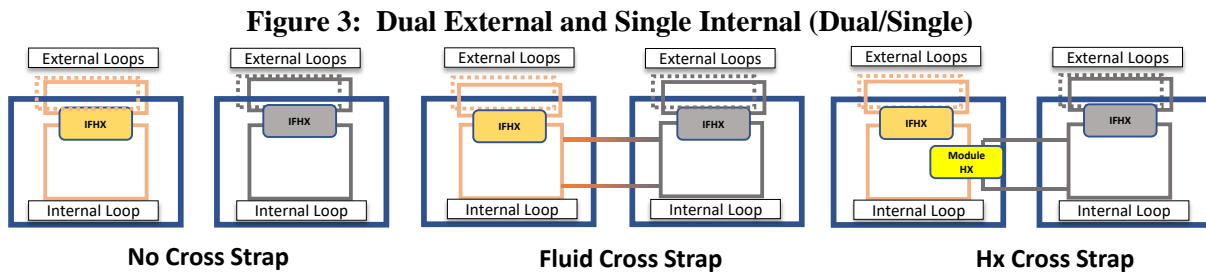 Figure 3:  Dual External and Single Internal (Dual/Single)
External Loops
IFHX
Internal Loop
External Loops
IFHX
Internal Loop
No Cross Strap
External Loops
IFHX
Internal Loop
External Loops
IFHX
Internal Loop
Fluid Cross Strap
External Loops
IFHX
Module
HX
Internal Loop
External Loops
IFHX
Internal Loop
Hx Cross Strap